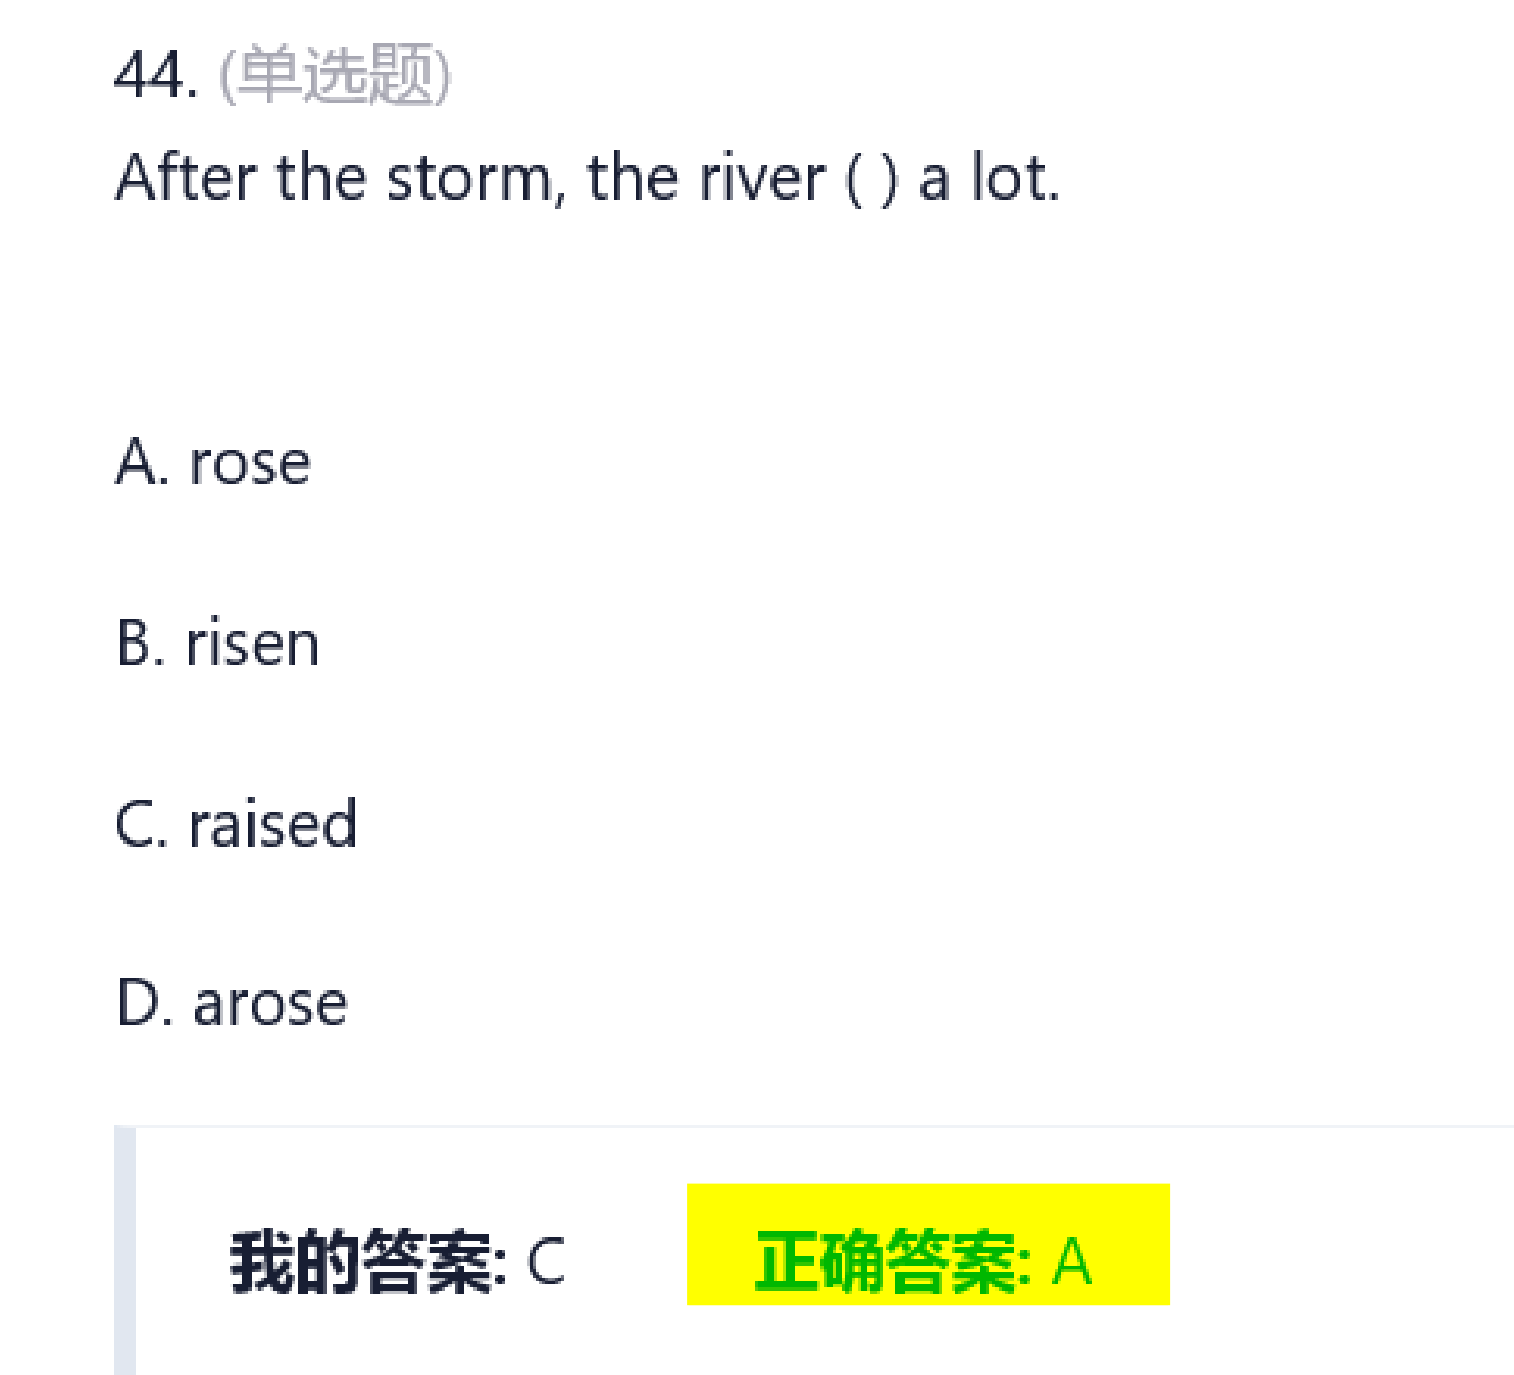 44. (单选题)
After the storm, the river ( ) a lot.
A. rose
B. risen
C. raised
D. arose
我的答案: C 正确答案: A